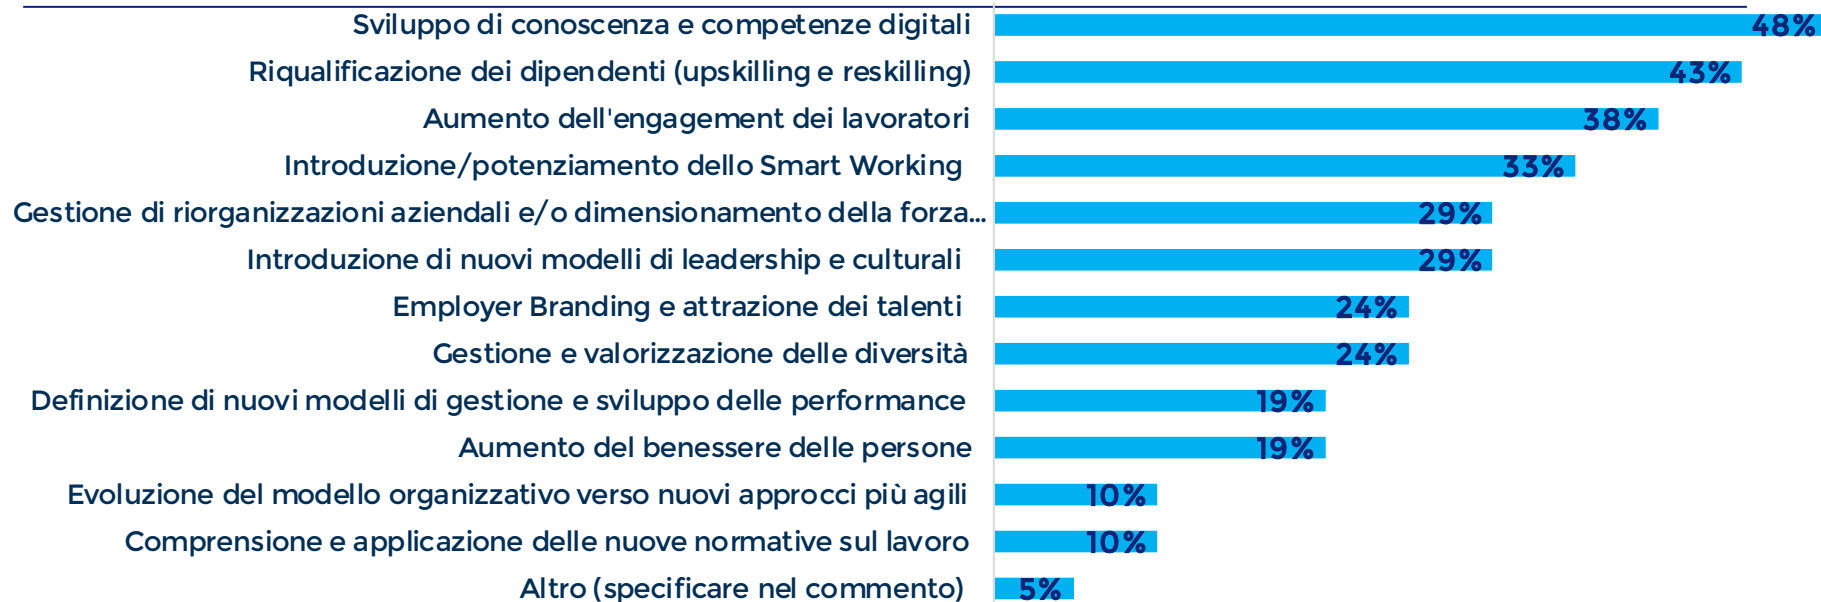 Sviluppo di conoscenza e competenze digitali 48%
Riqualificazione dei dipendenti (upskilling e reskilling) 43%
Aumento dell'engagement dei lavoratori 38%
Introduzione/potenziamento dello Smart Working 33%
Gestione di riorganizzazioni aziendali e/o dimensionamento della forza... 29%
Introduzione di nuovi modelli di leadership e culturali 29%
Employer Branding e attrazione dei talenti 24%
Gestione e valorizzazione delle diversità 24%
Definizione di nuovi modelli di gestione e sviluppo delle performance 19%
Aumento del benessere delle persone 19%
Evoluzione del modello organizzativo verso nuovi approcci più agili 10%
Comprensione e applicazione delle nuove normative sul lavoro 10%
Altro (specificare nel commento) 5%